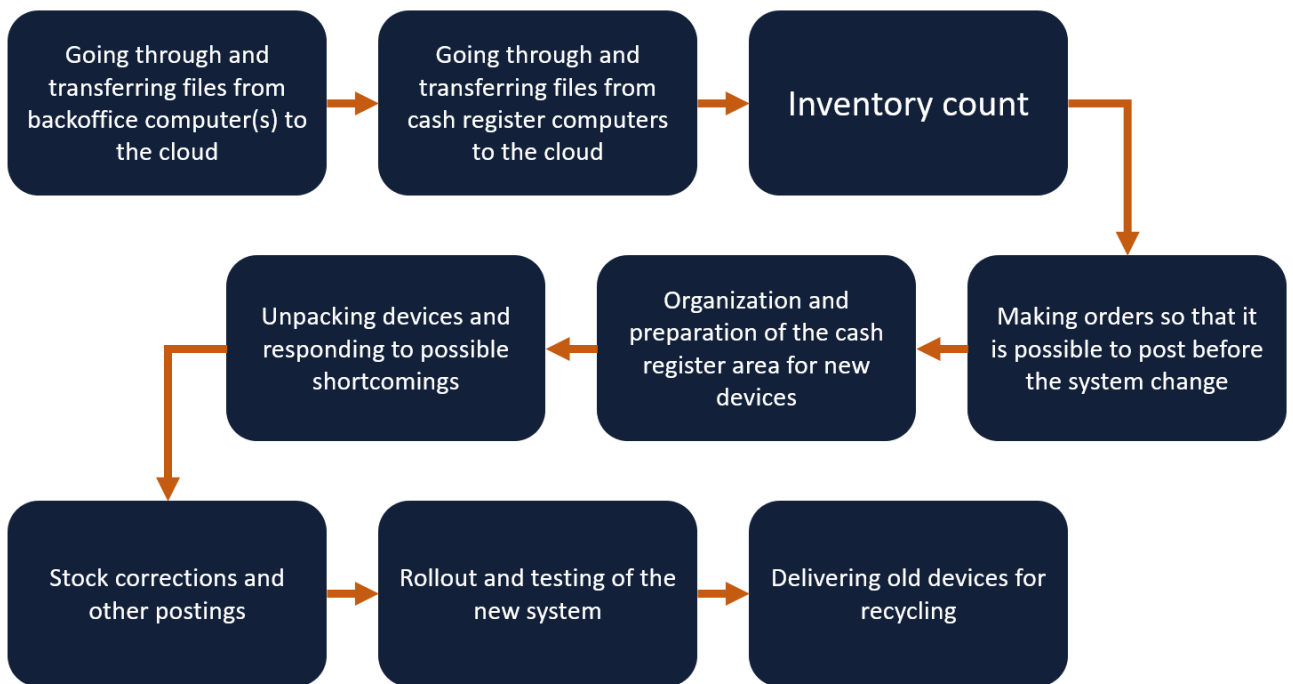 Going through and
transferring files from
backoffice computer(s) to
the cloud
Going through and
transferring files from
cash register computers
to the cloud
Inventory count
Making orders so that it
is possible to post before
the system change
Organization and
preparation of the cash
register area for new
devices
Unpacking devices and
responding to possible
shortcomings
Stock corrections and
other postings
Rollout and testing of the
new system
Delivering old devices for
recycling